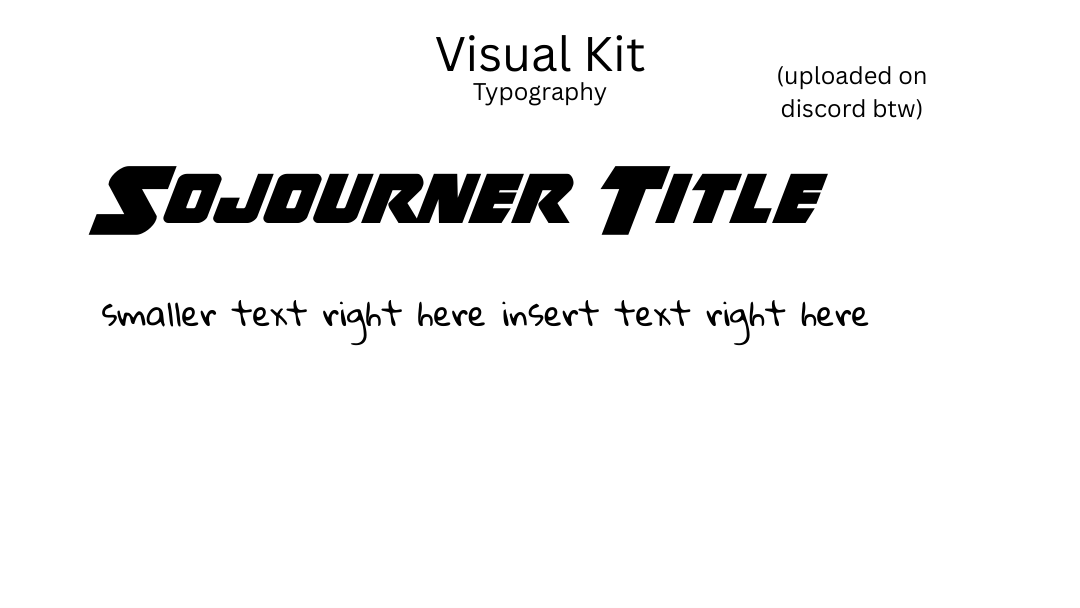 Visual Kit
Typography
(uploaded on
discord btw)
Sojourner Title
smaller text right here insert text right here